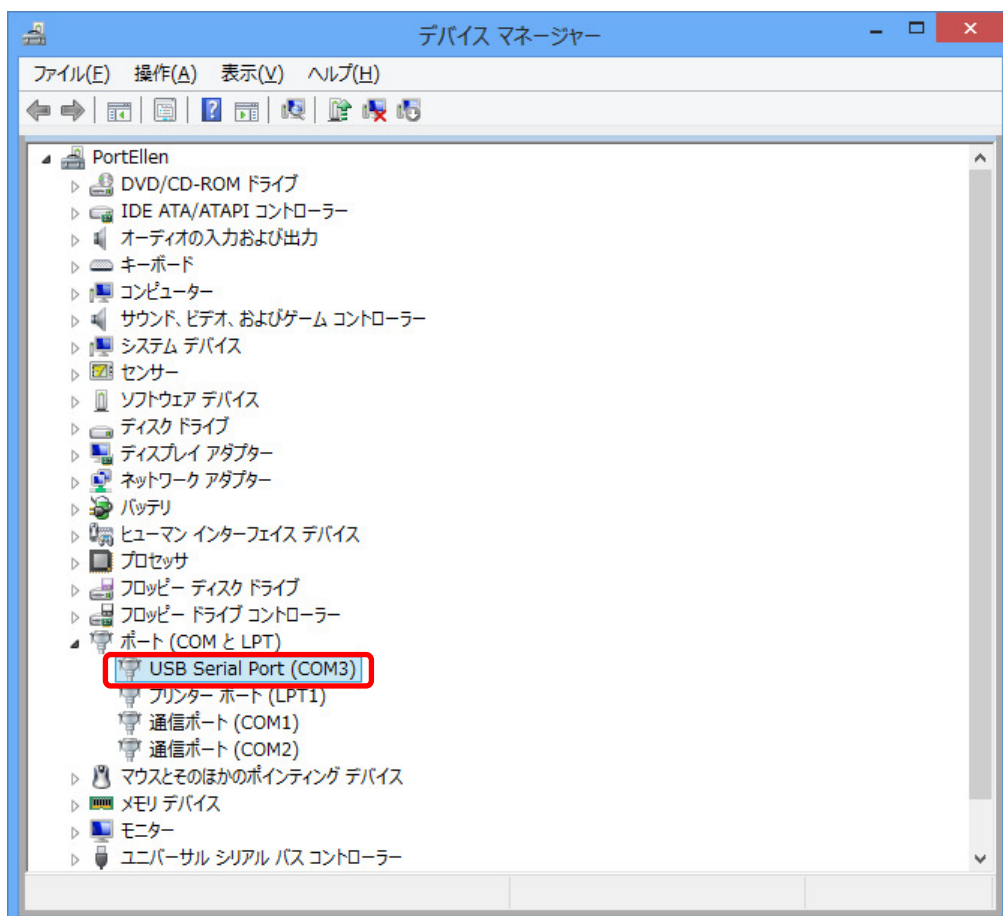 デバイス マネージャー
ファイル(F) 操作(A) 表示(V) ヘルプ(H)
PortEllen
DVD/CD-ROM ドライブ
IDE ATA/ATAPI コントローラー
オーディオの入力および出力
キーボード
コンピューター
サウンド、ビデオ、およびゲーム コントローラー
システム デバイス
センサー
ソフトウェア デバイス
ディスク ドライブ
ディスプレイ アダプター
ネットワーク アダプター
バッテリ
ヒューマン インターフェイス デバイス
プロセッサ
フロッピー ディスク ドライブ
フロッピー ドライブ コントローラー
ポート (COM と LPT)
USB Serial Port (COM3)
プリンター ポート (LPT1)
通信ポート (COM1)
通信ポート (COM2)
マウスとそのほかのポインティング デバイス
メモリ デバイス
モニター
ユニバーサル シリアル バス コントローラー